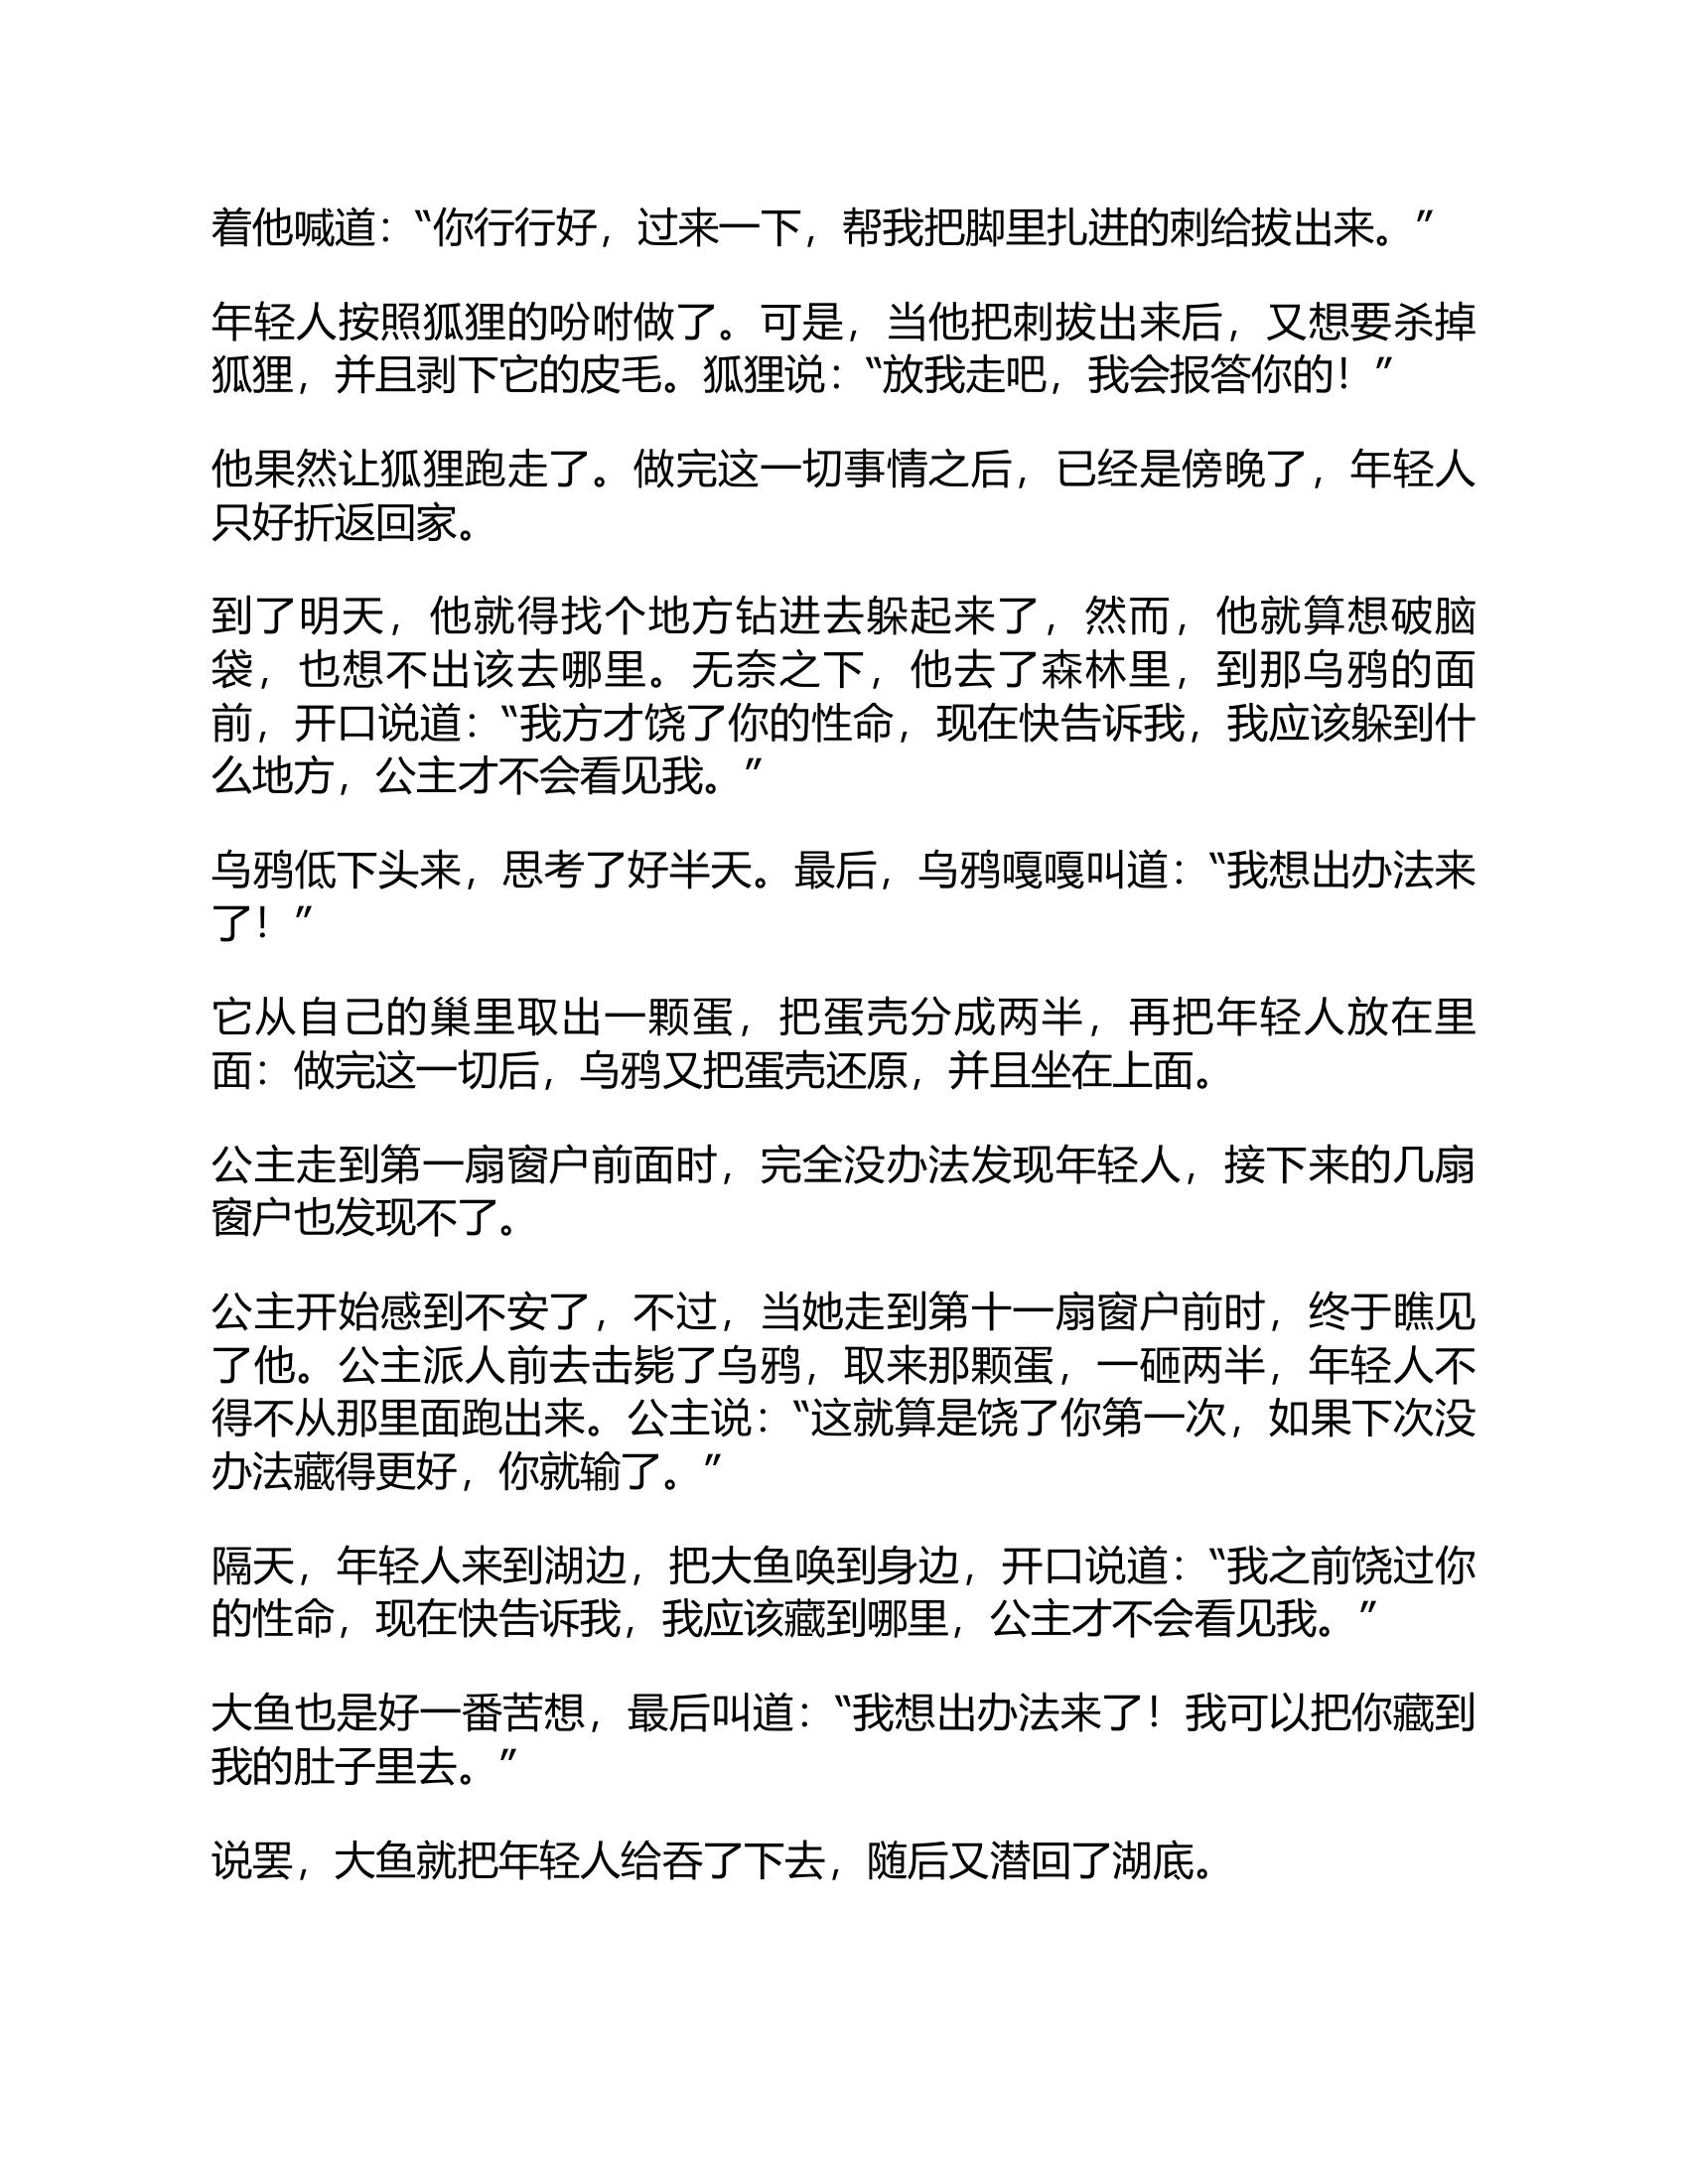 着他喊道：“你行行好，过来一下，帮我把脚里扎进的刺给拔出来。”
年轻人按照狐狸的吩咐做了。可是，当他把刺拔出来后，又想要杀掉
狐狸，并且剥下它的皮毛。狐狸说：“放我走吧，我会报答你的！”
他果然让狐狸跑走了。做完这一切事情之后，已经是傍晚了，年轻人
只好折返回家。
到了明天，他就得找个地方钻进去躲起来了，然而，他就算想破脑
袋，也想不出该去哪里。无奈之下，他去了森林里，到那乌鸦的面
前，开口说道：“我方才饶了你的性命，现在快告诉我，我应该躲到什
么地方，公主才不会看见我。”
乌鸦低下头来，思考了好半天。最后，乌鸦嘎嘎叫道：“我想出办法来
了！”
它从自己的巢里取出一颗蛋，把蛋壳分成两半，再把年轻人放在里
面：做完这一切后，乌鸦又把蛋壳还原，并且坐在上面。
公主走到第一扇窗户前面时，完全没办法发现年轻人，接下来的几扇
窗户也发现不了。
公主开始感到不安了，不过，当她走到第十一扇窗户前时，终于瞧见
了他。公主派人前去击毙了乌鸦，取来那颗蛋，一砸两半，年轻人不
得不从那里面跑出来。公主说：“这就算是饶了你第一次，如果下次没
办法藏得更好，你就输了。”
隔天，年轻人来到湖边，把大鱼唤到身边，开口说道：“我之前饶过你
的性命，现在快告诉我，我应该藏到哪里，公主才不会看见我。”
大鱼也是好一番苦想，最后叫道：“我想出办法来了！我可以把你藏到
我的肚子里去。”
说罢，大鱼就把年轻人给吞了下去，随后又潜回了湖底。